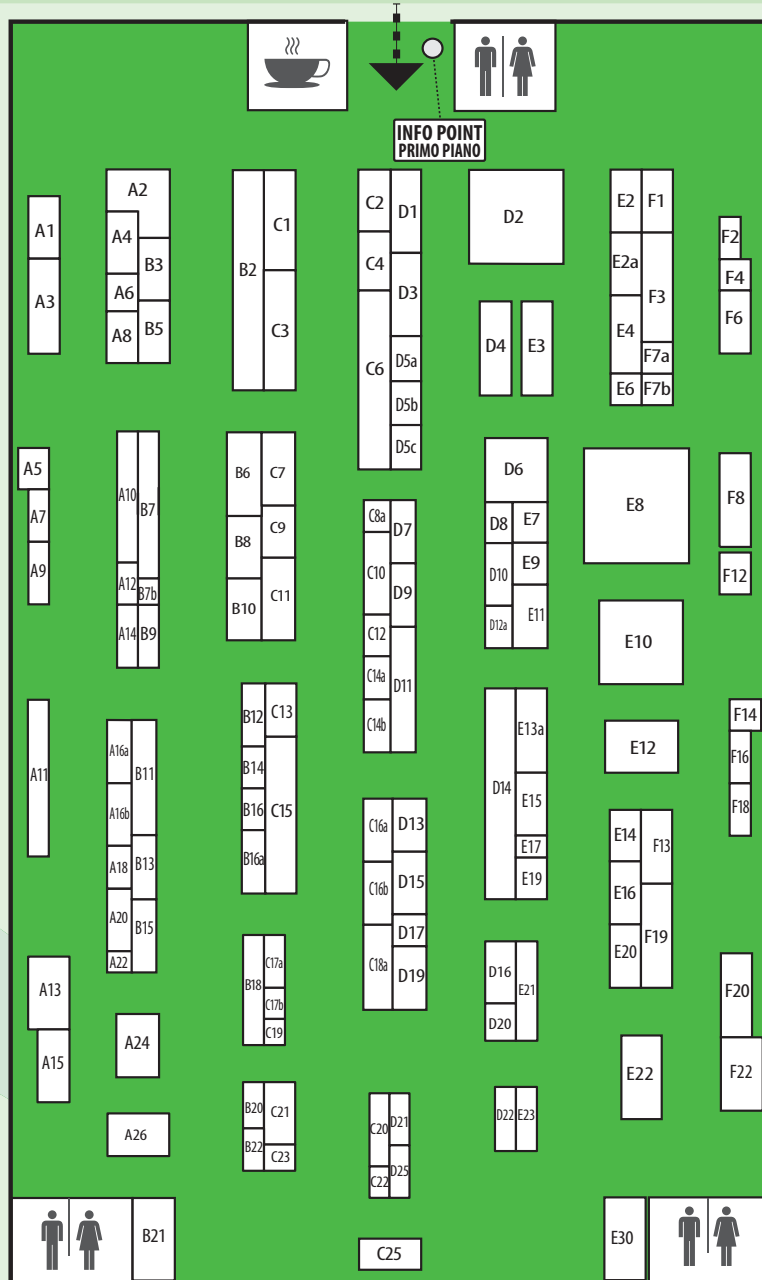 INFO POINT
PRIMO PIANO
A1
A3
A2
A4
B3
A6
A8
B5
B2
C1
C3
C2
D1
C4
D3
C6
D5a
D5b
D5c
D2
D4
E3
E2
F1
E2a
F3
E4
F7a
E6
F7b
F2
F4
F6
A5
A7
A9
A10
B7
A12
B7b
A14
B9
B6
C7
B8
C9
B10
C11
C8a
D7
C10
D9
C12
D11
C14a
C14b
D6
D8
E7
D10
E9
D12a
E11
E8
E10
E12
F8
F12
F14
F16
F18
A11
A16a
B11
A16b
A18
B13
A20
B15
A22
B12
C13
B14
C15
B16
B16a
C16a
D13
C16b
D15
D17
C18a
D19
D14
E13a
E15
E17
E19
E14
F13
E16
F19
E20
A13
A15
A24
A26
B18
C17a
C17b
C19
B20
C21
B22
C23
C20
D21
D25
C22
D16
E21
D20
D22
E23
E22
F20
F22
B21
C25
E30